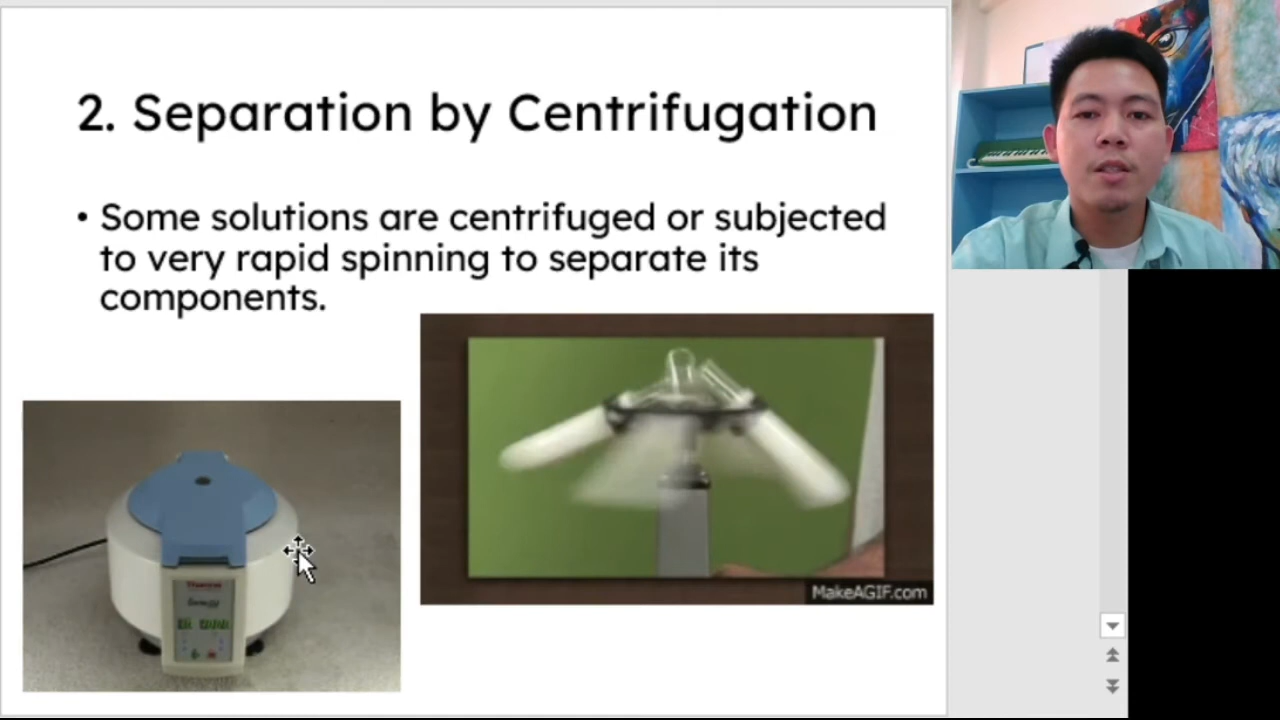 2. Separation by Centrifugation
• Some solutions are centrifuged or subjected
to very rapid spinning to separate its
components.
MakeAGIF.com